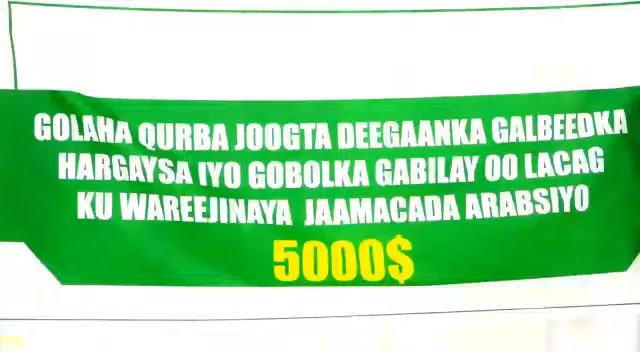 GOLAHA QURBA JOOGTA DEEGAANKA GALBEEDKA
HARGAYSA IYO GOBOLKA GABILAY OO LACAG
KU WAREEJINAYA JAAMACADA ARABSIYO
5000$